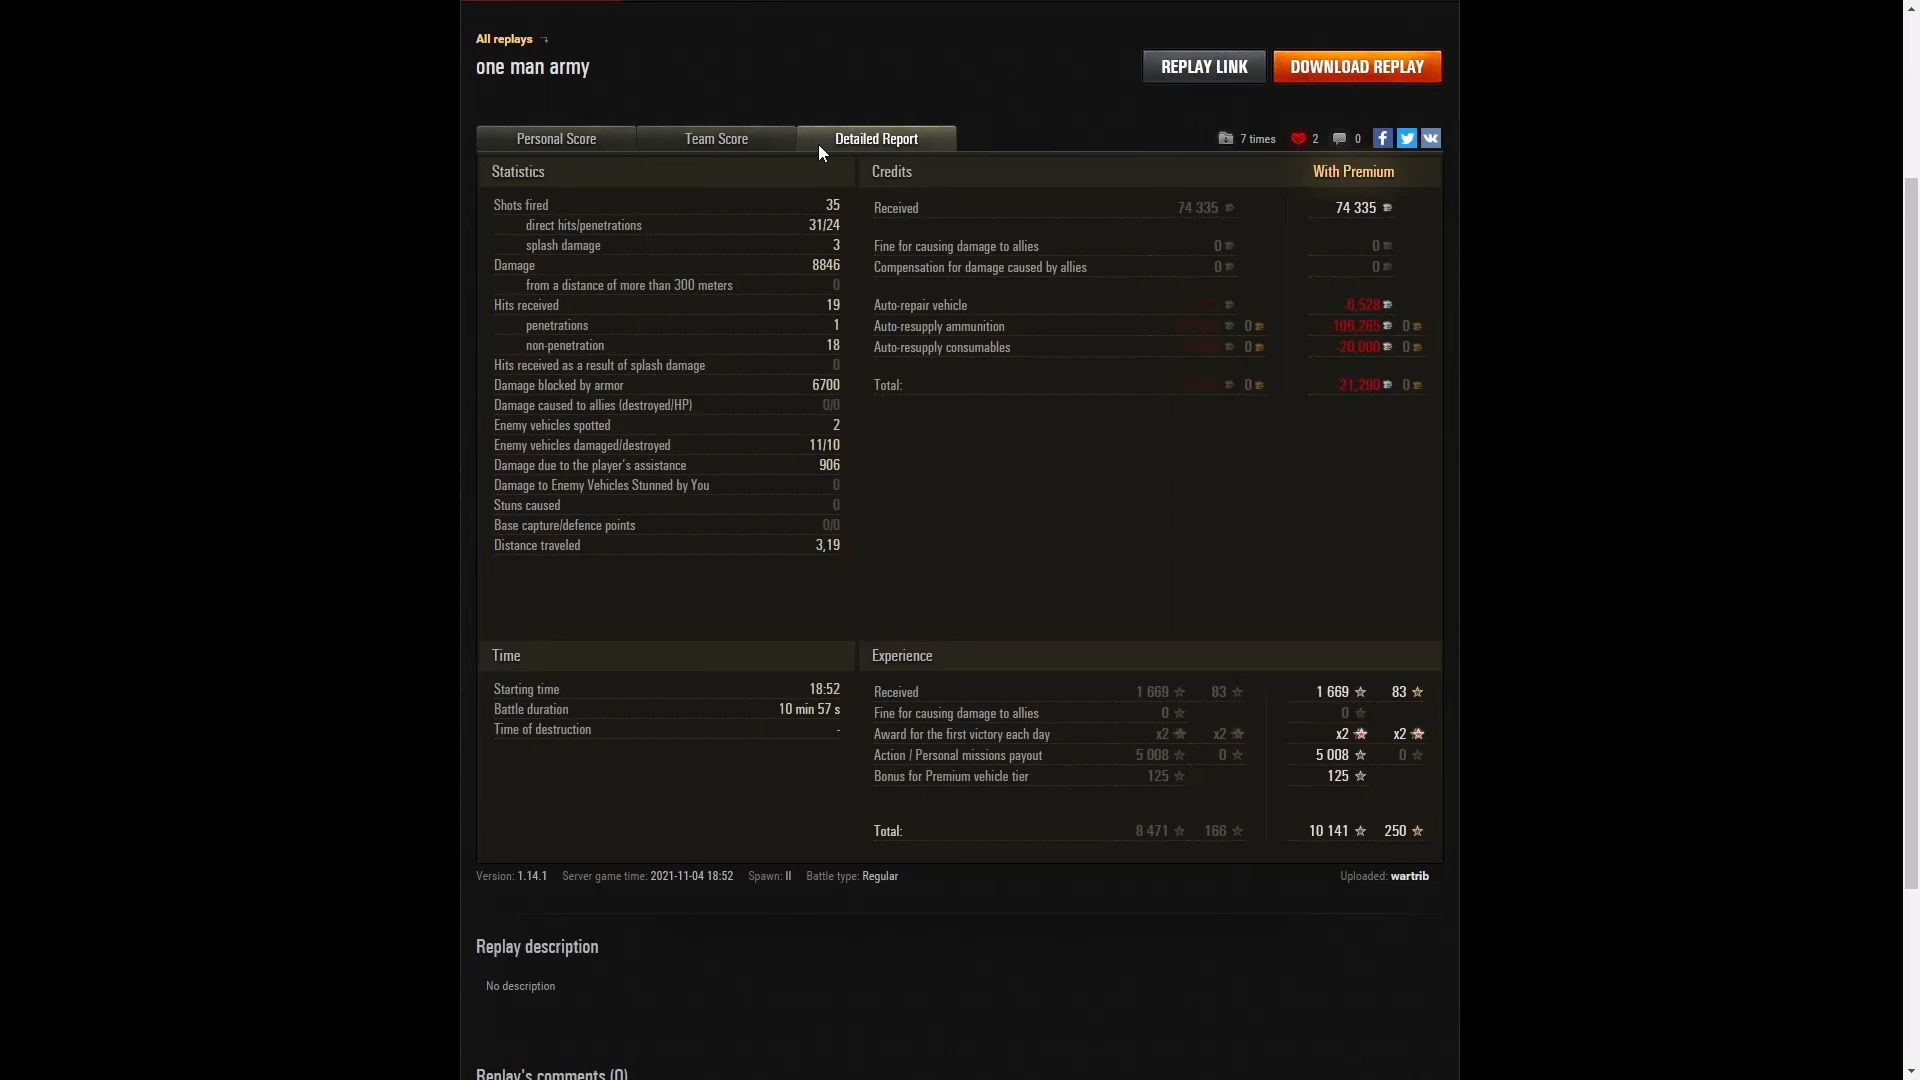 All replays
one man army
REPLAY LINK
DOWNLOAD REPLAY
Personal Score
Team Score
Detailed Report
7 times 2 0
Statistics
Shots fired 35
direct hits/penetrations 31/24
splash damage 3
Damage 8846
from a distance of more than 300 meters 0
Hits received 19
penetrations 1
non-penetration 18
Hits received as a result of splash damage 0
Damage blocked by armor 6700
Damage caused to allies (destroyed/HP) 0/0
Enemy vehicles spotted 2
Enemy vehicles damaged/destroyed 11/10
Damage due to the player's assistance 906
Damage to Enemy Vehicles Stunned by You 0
Stuns caused 0
Base capture/defence points 0/0
Distance traveled 3,19
Credits With Premium
Received 74 335 74 335
Fine for causing damage to allies 0 0
Compensation for damage caused by allies 0 0
Auto-repair vehicle -6,528
Auto-resupply ammunition 0 -106,265 0
Auto-resupply consumables 0 -20,000 0
Total: 0 -21,290 0
Time
Starting time 18:52
Battle duration 10 min 57 s
Time of destruction -
Experience
Received 1 669 83 1 669 83
Fine for causing damage to allies 0 0
Award for the first victory each day x2 x2 x2 x2
Action / Personal missions payout 5 008 0 5 008 0
Bonus for Premium vehicle tier 125 125
Total: 8 471 166 10 141 250
Version: 1.14.1 Server game time: 2021-11-04 18:52 Spawn: II Battle type: Regular Uploaded: wartrib
Replay description
No description
Replay's comments (0)